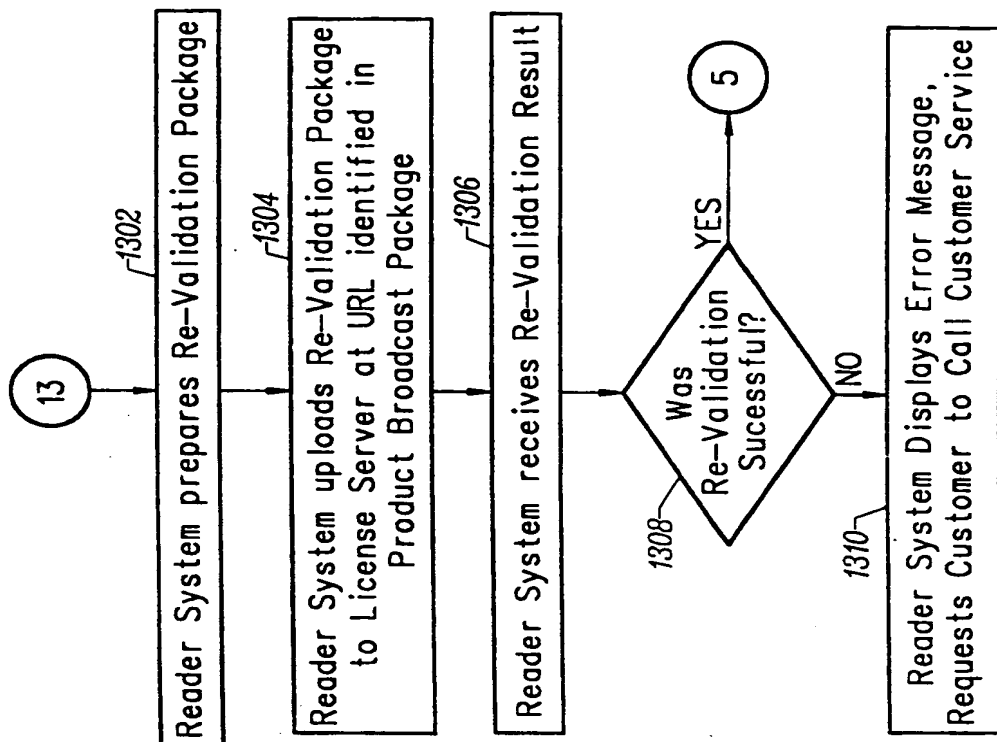 13
1302
Reader System prepares Re-Validation Package
1304
Reader System uploads Re-Validation Package
to License Server at URL identified in
Product Broadcast Package
1306
Reader System receives Re-Validation Result
1308
Was
Re-Validation
Sucessful?
YES
5
NO
1310
Reader System Displays Error Message,
Requests Customer to Call Customer Service